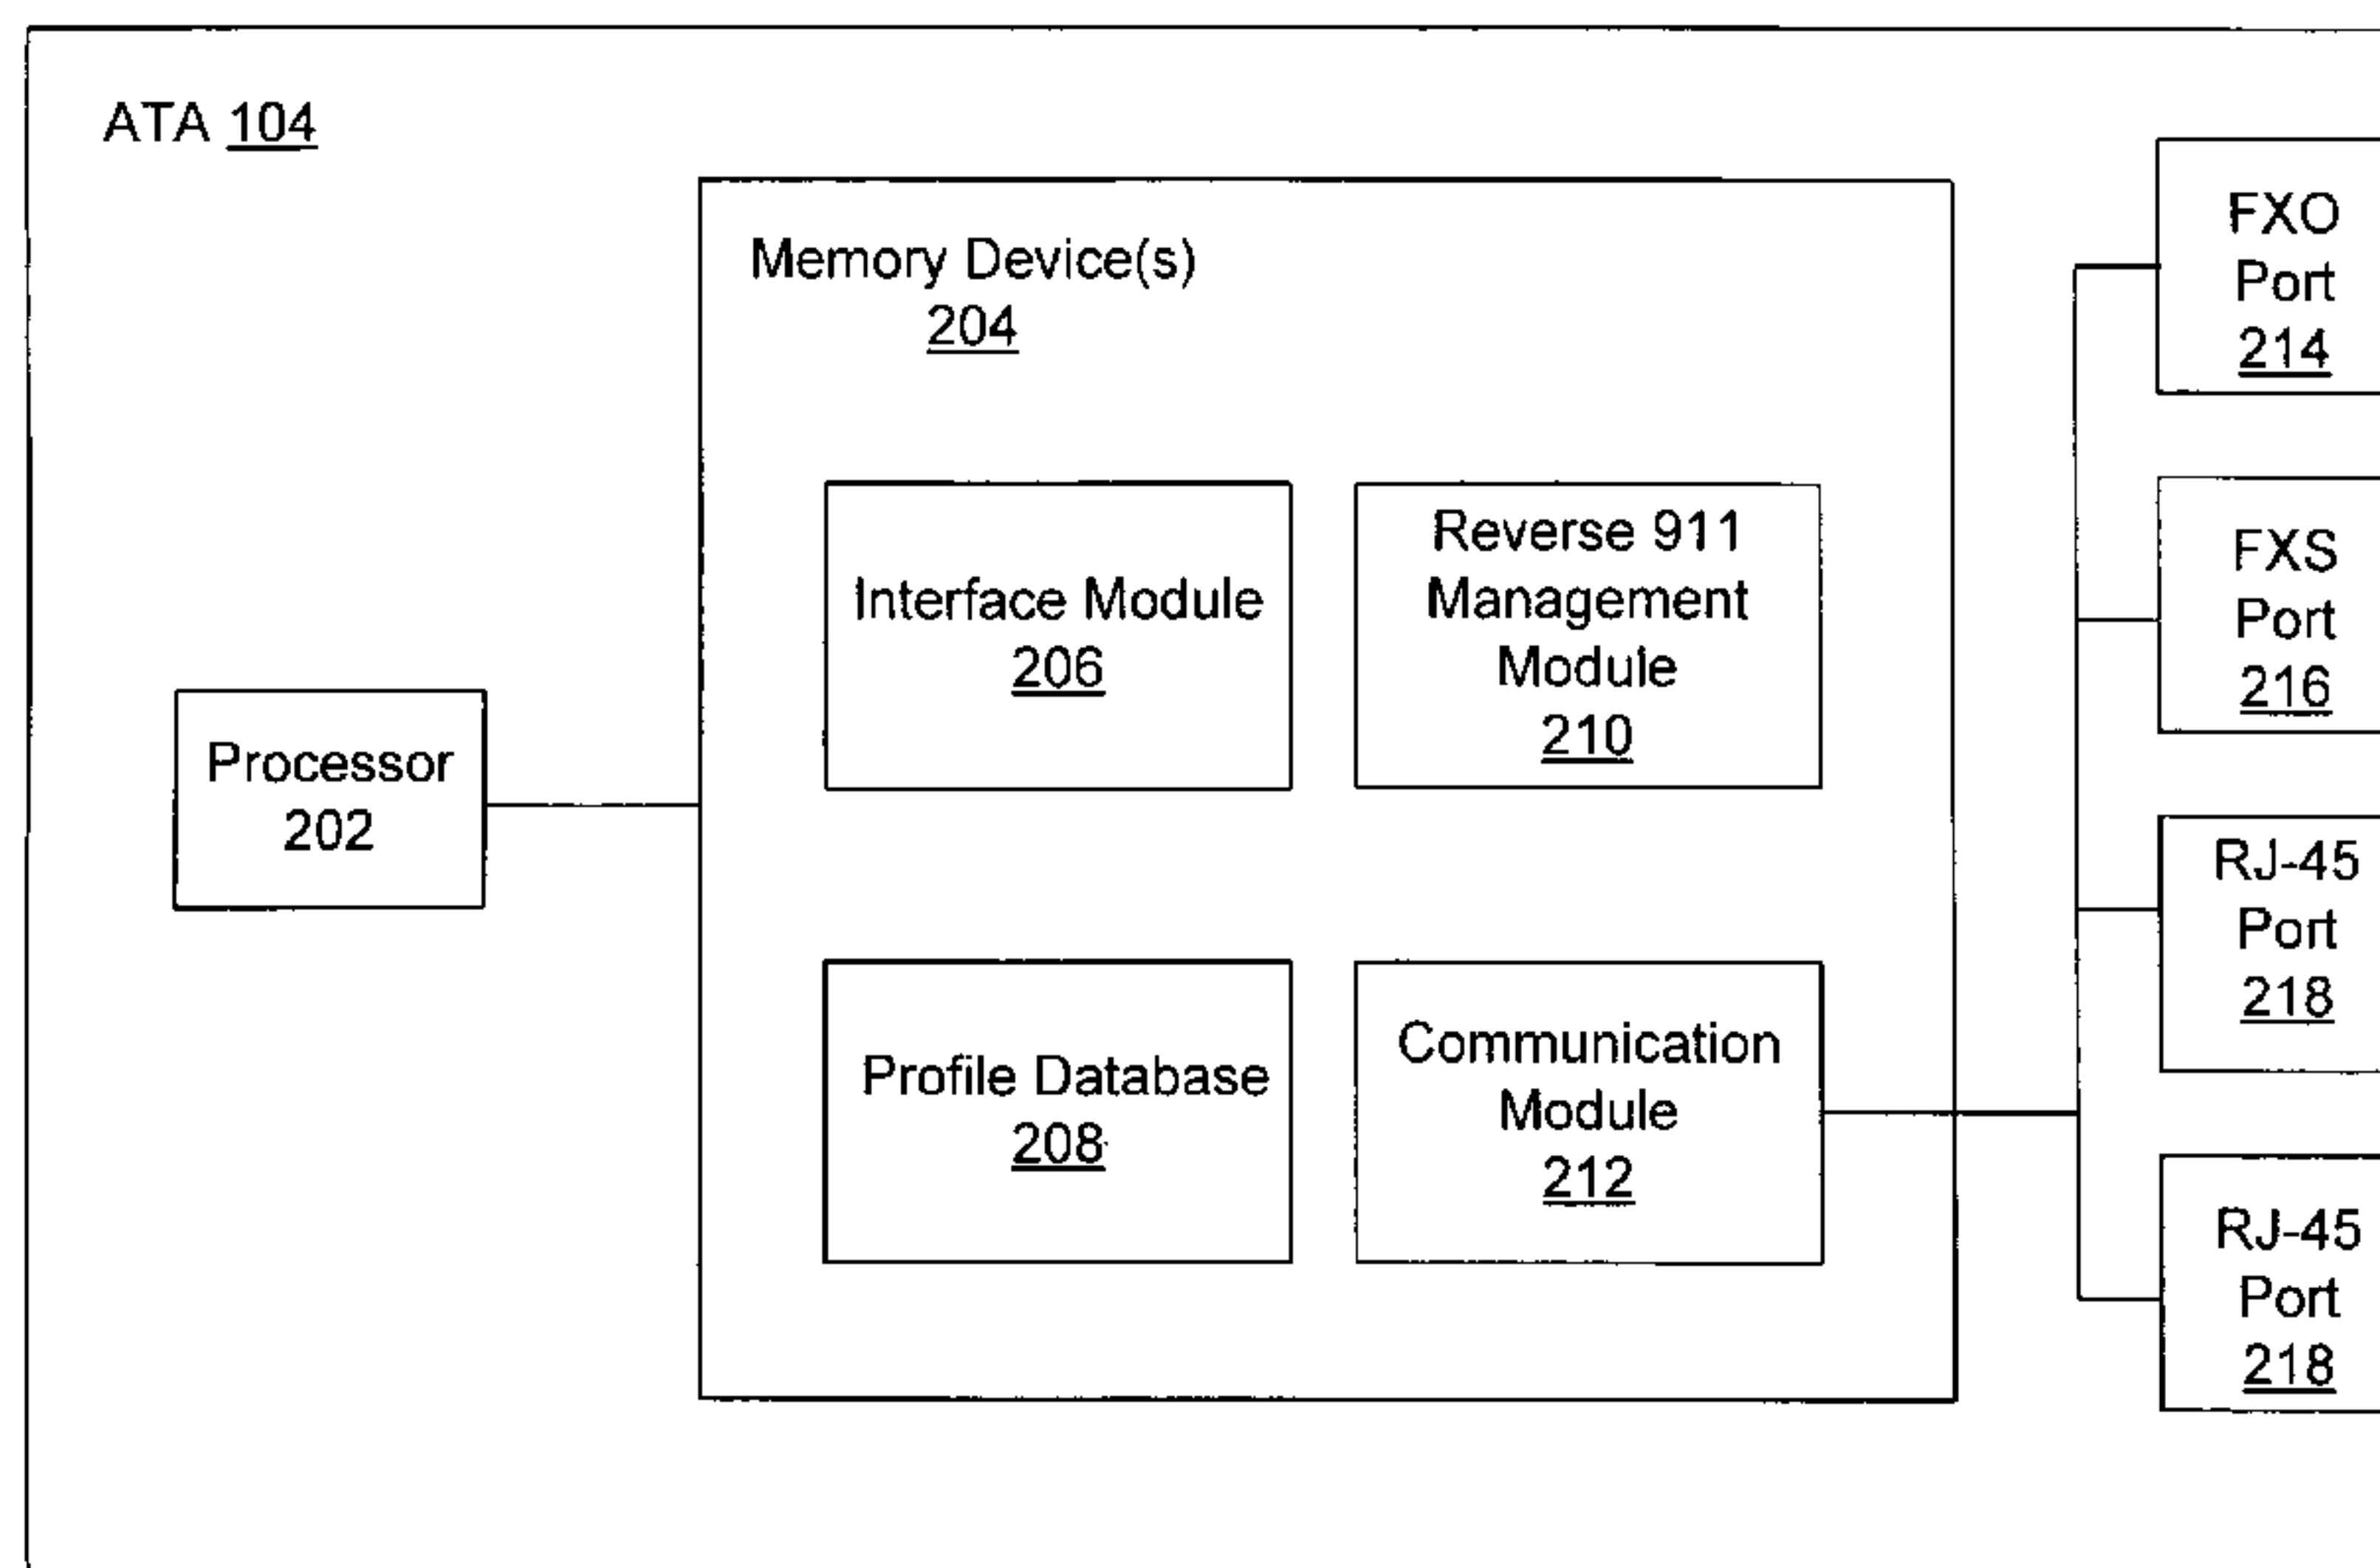 ATA 104
Memory Device(s)
204
Interface Module
206
Reverse 911
Management
Module
210
Processor
202
Profile Database
208
Communication
Module
212
FXO
Port
214
FXS
Port
216
RJ-45
Port
218
RJ-45
Port
218